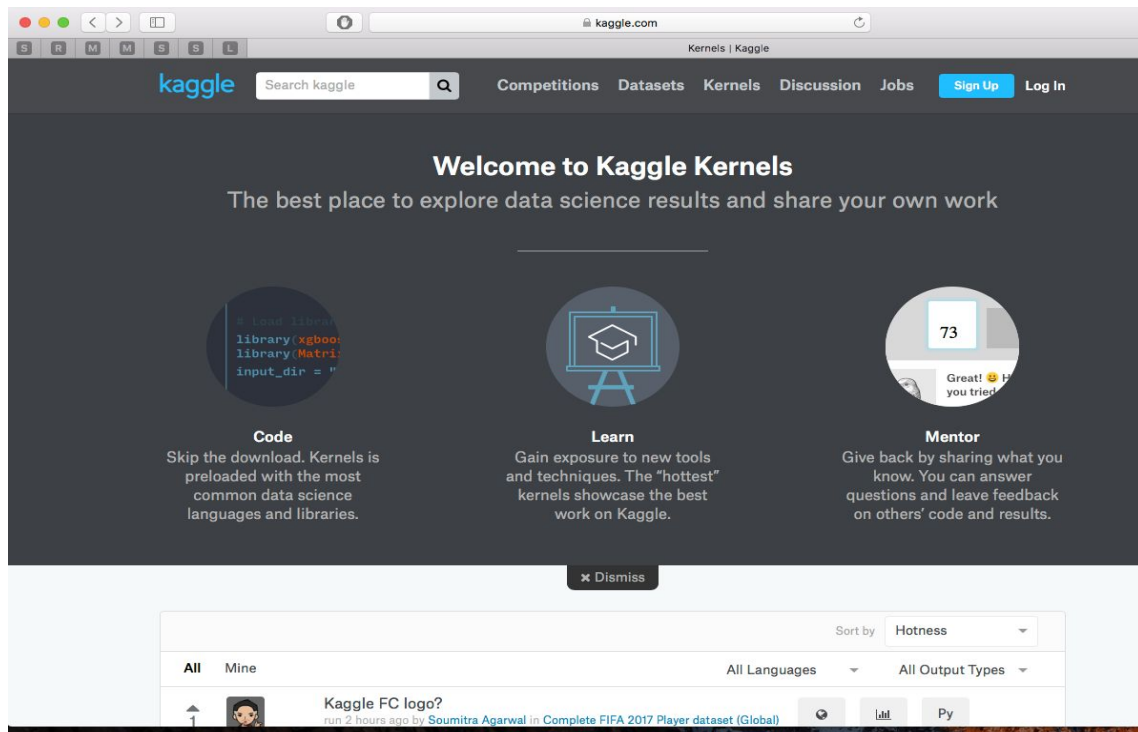 kaggle.com
S R M M S S L Kernels | Kaggle
kaggle Search kaggle Competitions Datasets Kernels Discussion Jobs Sign Up Log In
Welcome to Kaggle Kernels
The best place to explore data science results and share your own work
# Load librar
library(xgboos
library(Matri
input_dir = "
73
Great! 😃 H
you tried
Code
Skip the download. Kernels is
preloaded with the most
common data science
languages and libraries.
Learn
Gain exposure to new tools
and techniques. The “hottest”
kernels showcase the best
work on Kaggle.
Mentor
Give back by sharing what you
know. You can answer
questions and leave feedback
on others’ code and results.
× Dismiss
Sort by Hotness
All Mine All Languages All Output Types
1 Kaggle FC logo? Py
run 2 hours ago by Soumitra Agarwal in Complete FIFA 2017 Player dataset (Global)